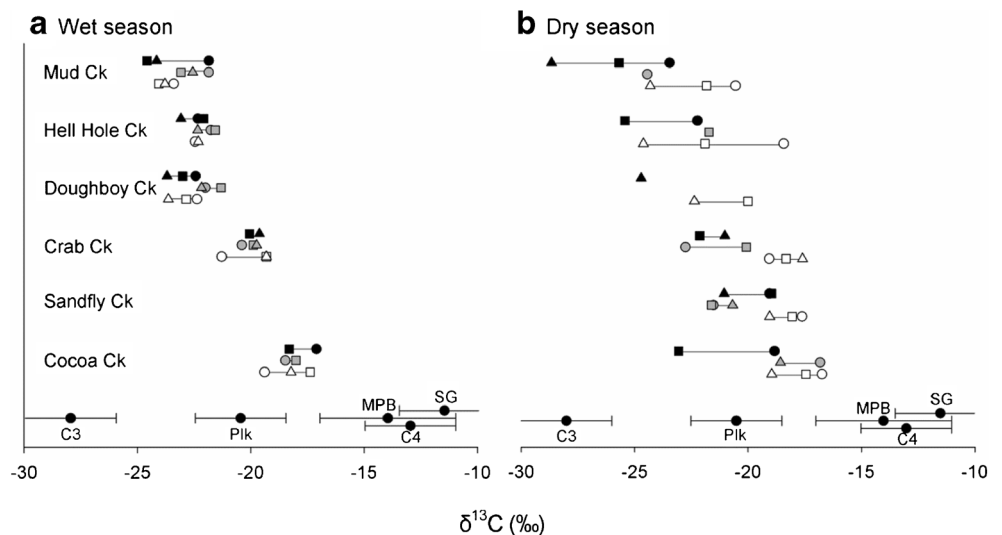 a Wet season
Mud Ck
Hell Hole Ck
Doughboy Ck
Crab Ck
Sandfly Ck
Cocoa Ck
C3
Plk
MPB
SG
C4
-30 -25 -20 -15 -10
b Dry season
C3
Plk
MPB
SG
C4
-30 -25 -20 -15 -10
δ¹³C (‰)